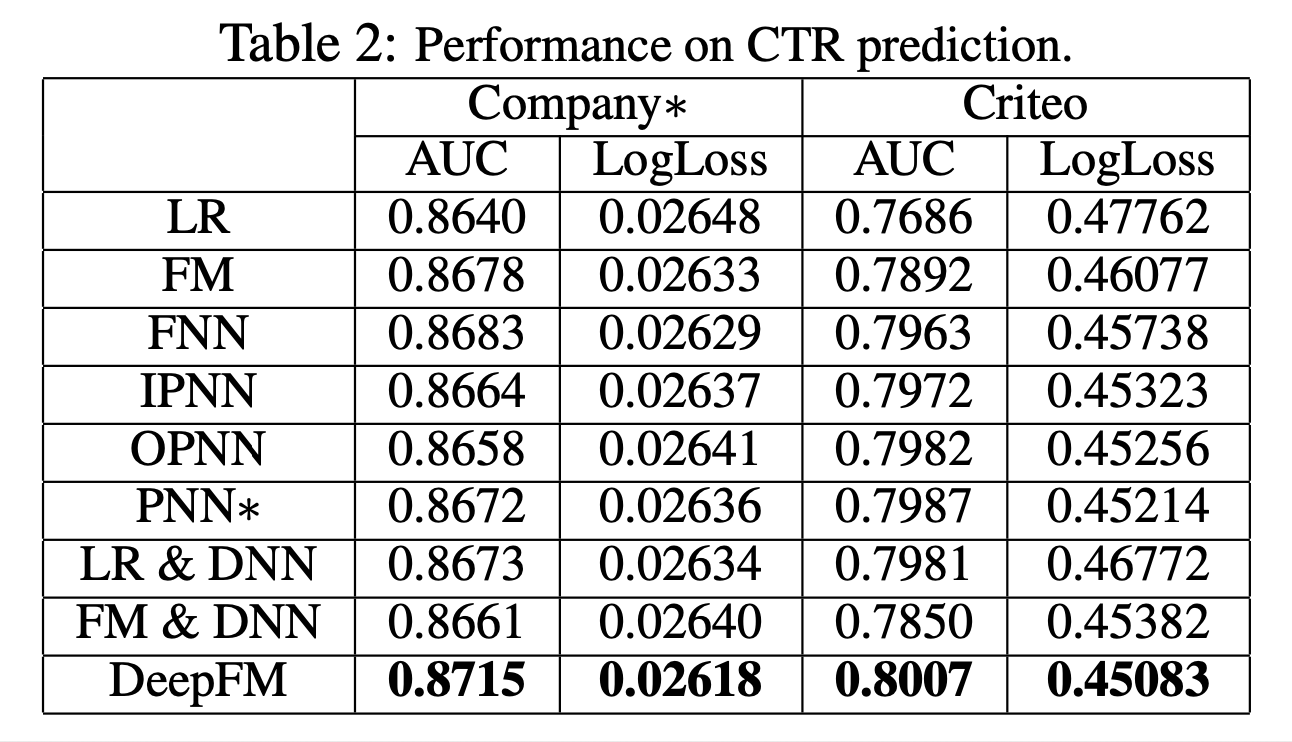 Table 2: Performance on CTR prediction.
Company∗ Criteo
AUC LogLoss AUC LogLoss
LR 0.8640 0.02648 0.7686 0.47762
FM 0.8678 0.02633 0.7892 0.46077
FNN 0.8683 0.02629 0.7963 0.45738
IPNN 0.8664 0.02637 0.7972 0.45323
OPNN 0.8658 0.02641 0.7982 0.45256
PNN∗ 0.8672 0.02636 0.7987 0.45214
LR & DNN 0.8673 0.02634 0.7981 0.46772
FM & DNN 0.8661 0.02640 0.7850 0.45382
DeepFM 0.8715 0.02618 0.8007 0.45083